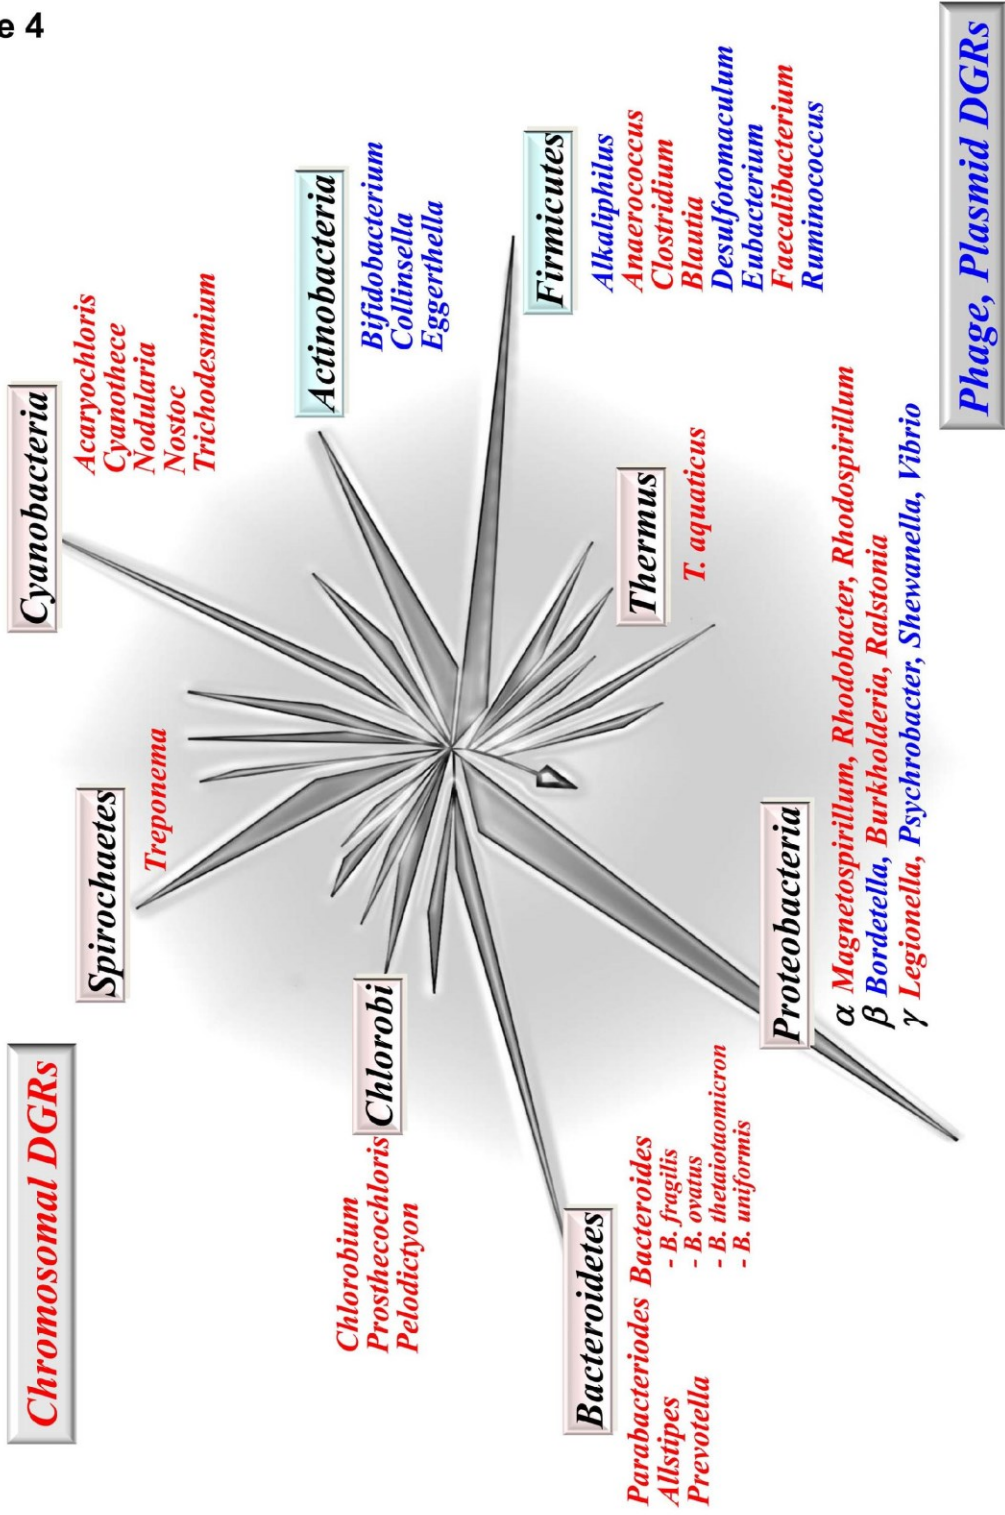 e 4
Chromosomal DGRs
Phage, Plasmid DGRs
Cyanobacteria
Acaryochloris
Cyanothece
Nodularia
Nostoc
Trichodesmium
Spirochaetes
Treponema
Actinobacteria
Bifidobacterium
Collinsella
Eggerthella
Chlorobi
Chlorobium
Prosthecochloris
Pelodictyon
Firmicutes
Alkaliphilus
Anaerococcus
Clostridium
Blautia
Desulfotomaculum
Eubacterium
Faecalibacterium
Ruminococcus
Thermus
T. aquaticus
Bacteroidetes
Parabacteriodes
Allstipes
Prevotella
Bacteroides
- B. fragilis
- B. ovatus
- B. thetaiotaomicron
- B. uniformis
Proteobacteria
α Magnetospirillum, Rhodobacter, Rhodospirillum
β Bordetella, Burkholderia, Ralstonia
γ Legionella, Psychrobacter, Shewanella, Vibrio